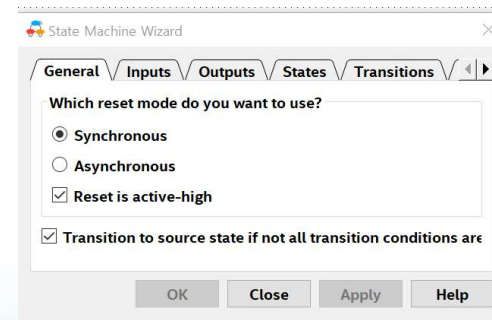 State Machine Wizard
General Inputs Outputs States Transitions
Which reset mode do you want to use?
Synchronous
Asynchronous
Reset is active-high
Transition to source state if not all transition conditions are
OK Close Apply Help